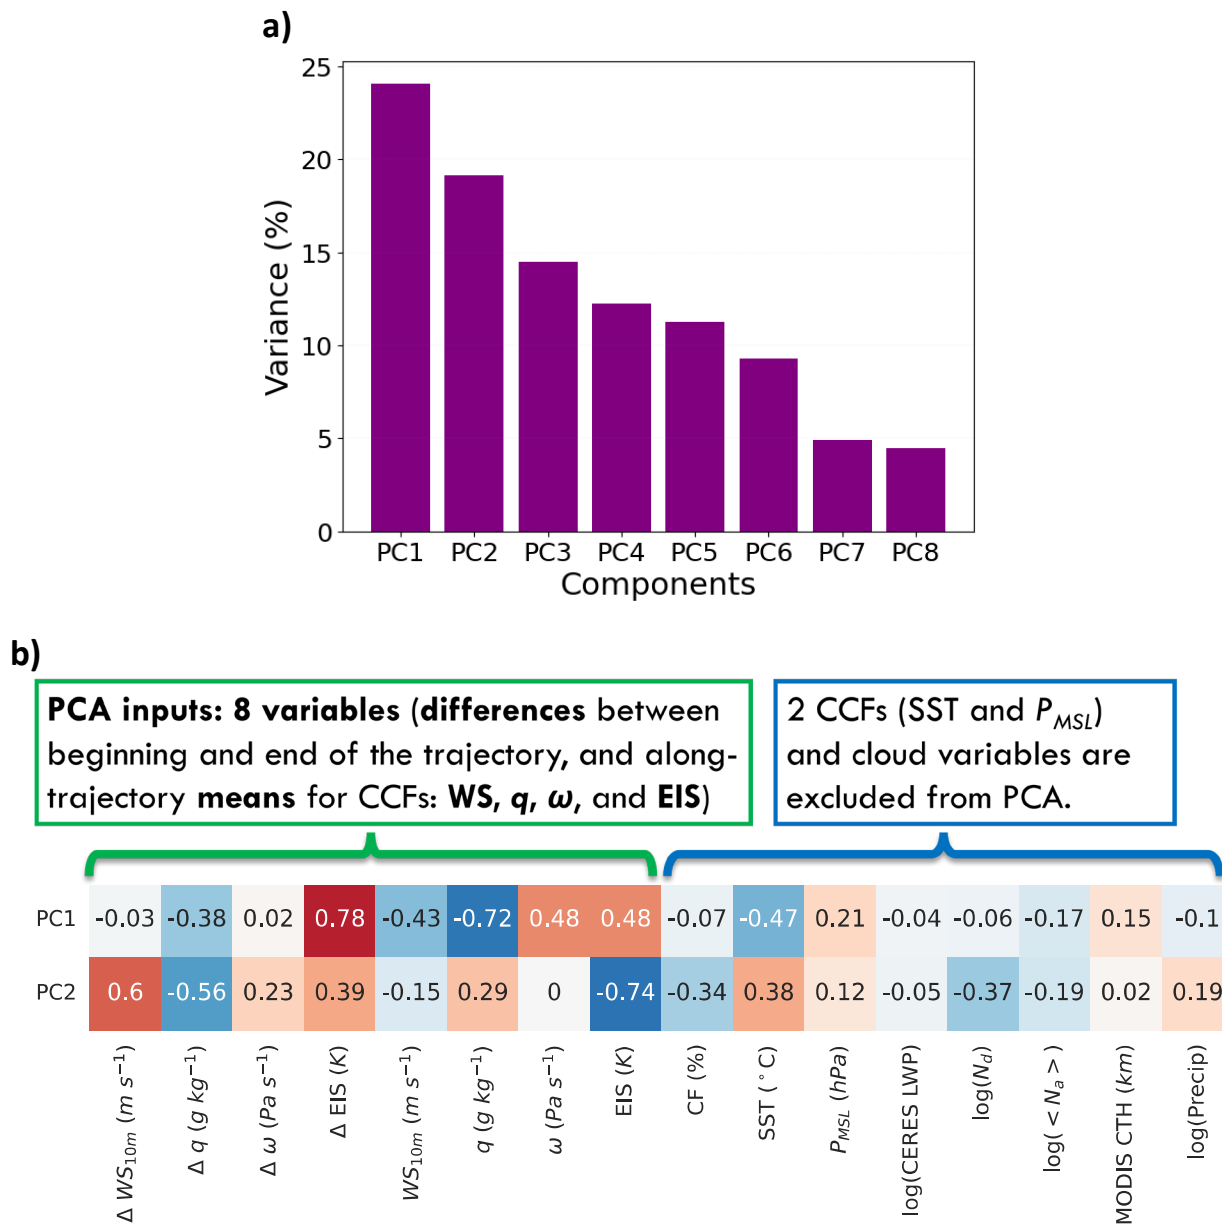 a)
25
20
15
10
5
0
Variance (%)
PC1 PC2 PC3 PC4 PC5 PC6 PC7 PC8
Components
b)
PCA inputs: 8 variables (differences between
beginning and end of the trajectory, and along-
trajectory means for CCFs: WS, q, ω, and EIS)
2 CCFs (SST and P_MSL)
and cloud variables are
excluded from PCA.
PC1 -0.03 -0.38 0.02 0.78 -0.43 -0.72 0.48 0.48 -0.07 -0.47 0.21 -0.04 -0.06 -0.17 0.15 -0.1
PC2 0.6 -0.56 0.23 0.39 -0.15 0.29 0 -0.74 -0.34 0.38 0.12 -0.05 -0.37 -0.19 0.02 0.19
Δ WS₁₀ₘ (m s⁻¹)
Δ q (g kg⁻¹)
Δ ω (Pa s⁻¹)
Δ EIS (K)
WS₁₀ₘ (m s⁻¹)
q (g kg⁻¹)
ω (Pa s⁻¹)
EIS (K)
CF (%)
SST (°C)
P_MSL (hPa)
log(CERES LWP)
log(N_d)
log(< N_a >)
MODIS CTH (km)
log(Precip)